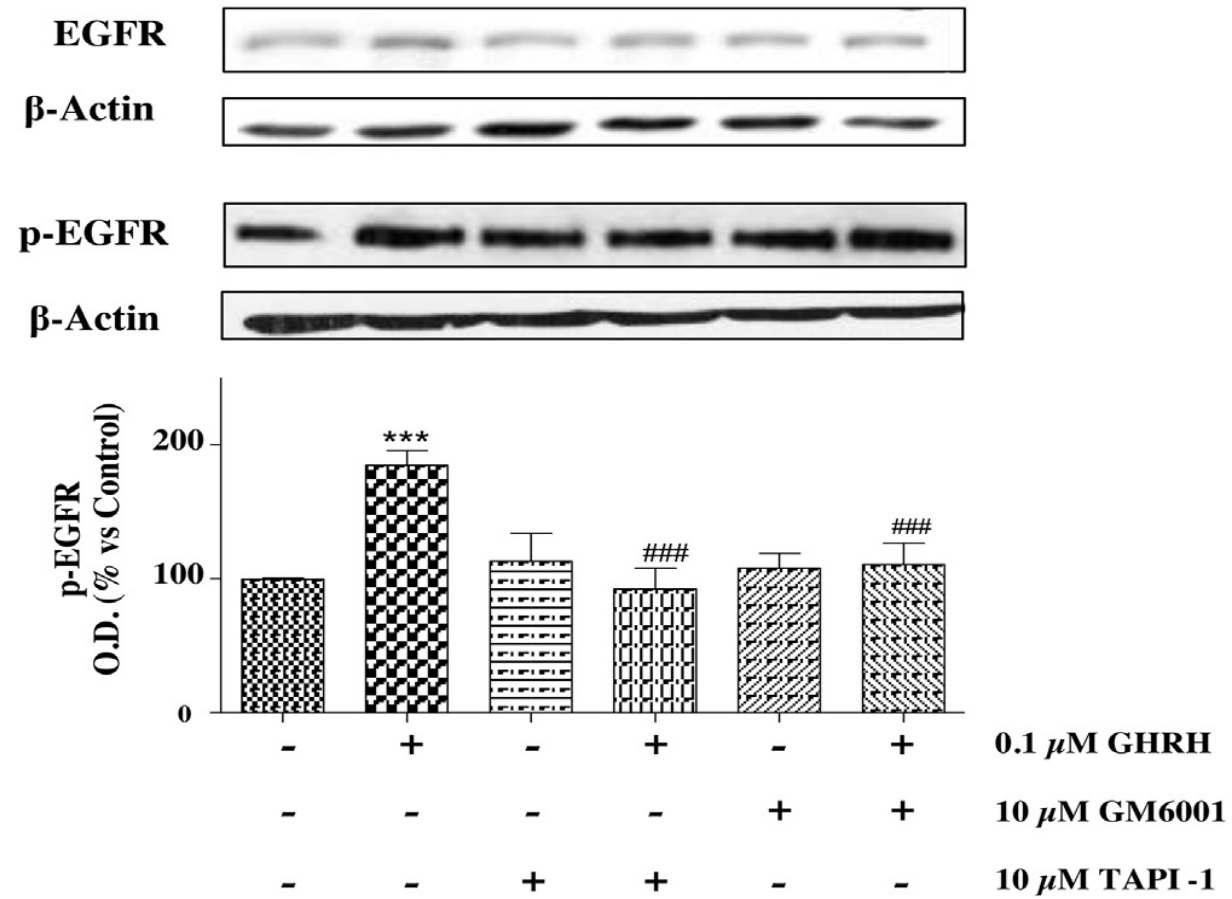 EGFR
β-Actin
p-EGFR
β-Actin
p-EGFR
O.D. (% vs Control)
200
100
0
***
###
###
- + - + - + 0.1 µM GHRH
- - - - + + 10 µM GM6001
- - + + - - 10 µM TAPI -1